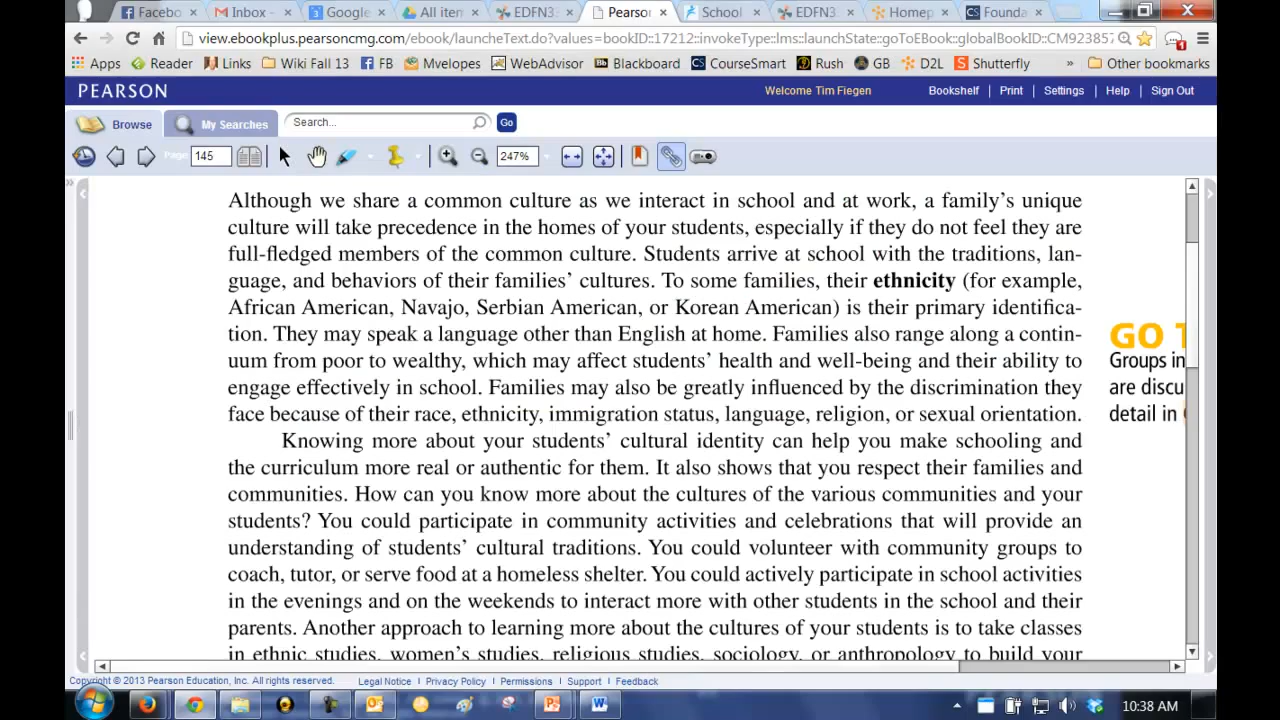 Facebo
Inbox -
Google
All item
EDFN3:
Pearso
School
EDFN3
Homep
Founda
view.ebookplus.pearsoncmg.com/ebook/launcheText.do?values=bookID::17212::invokeType::lms::launchState::goToEBook::globalBookID::CM923857
Apps Reader Links Wiki Fall 13 FB Mvelopes WebAdvisor Blackboard CourseSmart Rush GB D2L Shutterfly » Other bookmarks
PEARSON
Welcome Tim Fiegen Bookshelf | Print | Settings | Help | Sign Out
Browse My Searches Search... Go
Page 145 247%
Although we share a common culture as we interact in school and at work, a family's unique
culture will take precedence in the homes of your students, especially if they do not feel they are
full-fledged members of the common culture. Students arrive at school with the traditions, lan-
guage, and behaviors of their families' cultures. To some families, their ethnicity (for example,
African American, Navajo, Serbian American, or Korean American) is their primary identifica-
tion. They may speak a language other than English at home. Families also range along a contin-
uum from poor to wealthy, which may affect students' health and well-being and their ability to
engage effectively in school. Families may also be greatly influenced by the discrimination they
face because of their race, ethnicity, immigration status, language, religion, or sexual orientation.
Knowing more about your students' cultural identity can help you make schooling and
the curriculum more real or authentic for them. It also shows that you respect their families and
communities. How can you know more about the cultures of the various communities and your
students? You could participate in community activities and celebrations that will provide an
understanding of students' cultural traditions. You could volunteer with community groups to
coach, tutor, or serve food at a homeless shelter. You could actively participate in school activities
in the evenings and on the weekends to interact more with other students in the school and their
parents. Another approach to learning more about the cultures of your students is to take classes
in ethnic studies, women's studies, religious studies, sociology, or anthropology to build your
GO T
Groups in
are discu
detail in
Copyright © 2013 Pearson Education, Inc. All rights reserved. Legal Notice | Privacy Policy | Permissions | Support | Feedback
10:38 AM